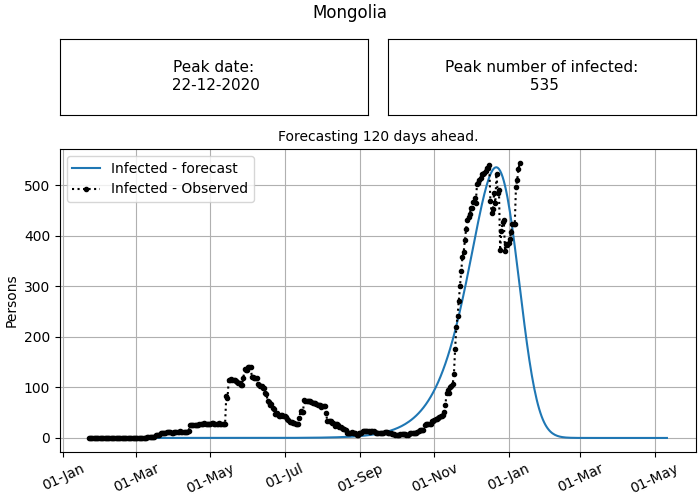 Mongolia
Peak date:
22-12-2020
Peak number of infected:
535
Forecasting 120 days ahead.
Infected - forecast
Infected - Observed
Persons
500
400
300
200
100
0
01-Jan
01-Mar
01-May
01-Jul
01-Sep
01-Nov
01-Jan
01-Mar
01-May